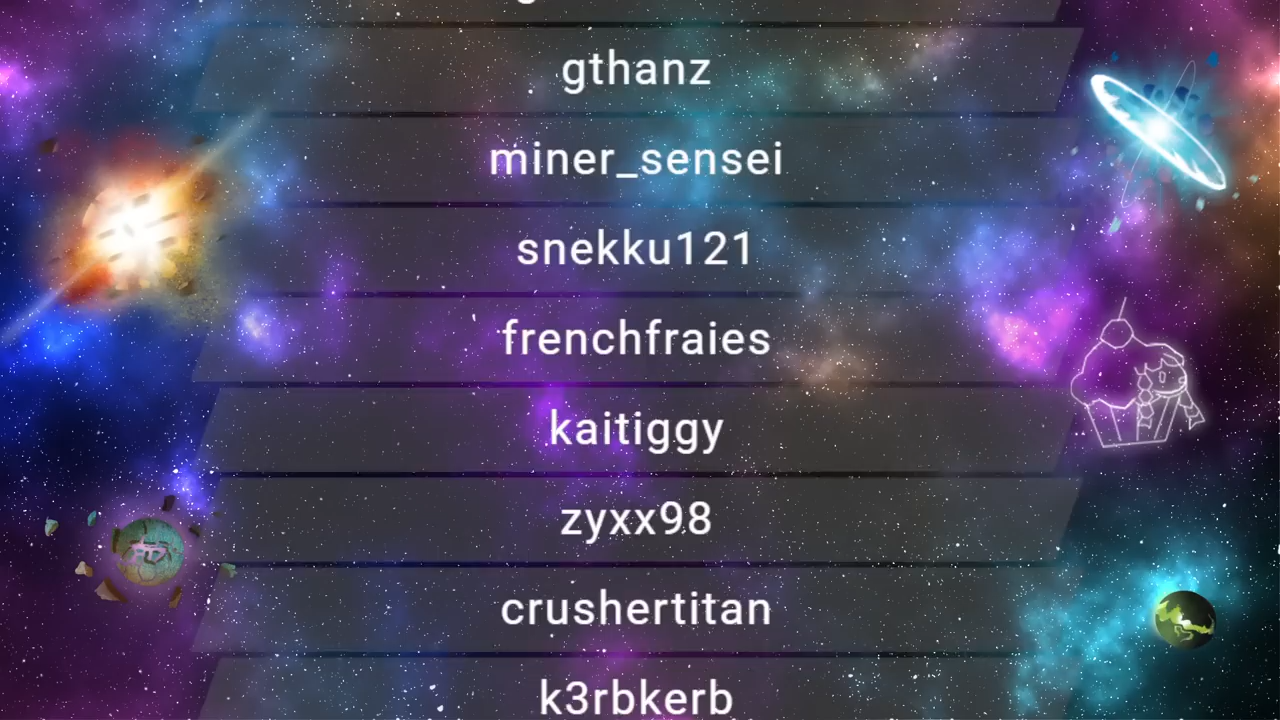 gthanz
miner_sensei
snekku121
frenchfraies
kaitiggy
zyxx98
crushertitan
k3rbkerb